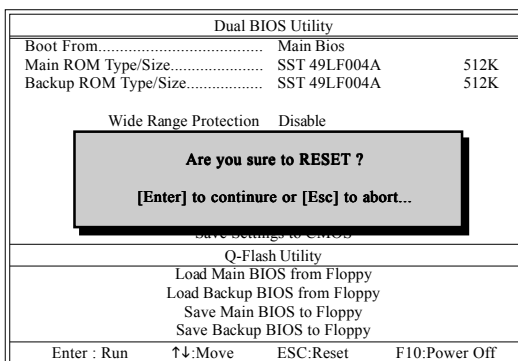 Dual BIOS Utility
Boot From...................................... Main Bios
Main ROM Type/Size..................... SST 49LF004A 512K
Backup ROM Type/Size................. SST 49LF004A 512K
Wide Range Protection Disable
Are you sure to RESET ?
[Enter] to continure or [Esc] to abort...
Save Settings to CMOS
Q-Flash Utility
Load Main BIOS from Floppy
Load Backup BIOS from Floppy
Save Main BIOS to Floppy
Save Backup BIOS to Floppy
Enter : Run ↑↓:Move ESC:Reset F10:Power Off